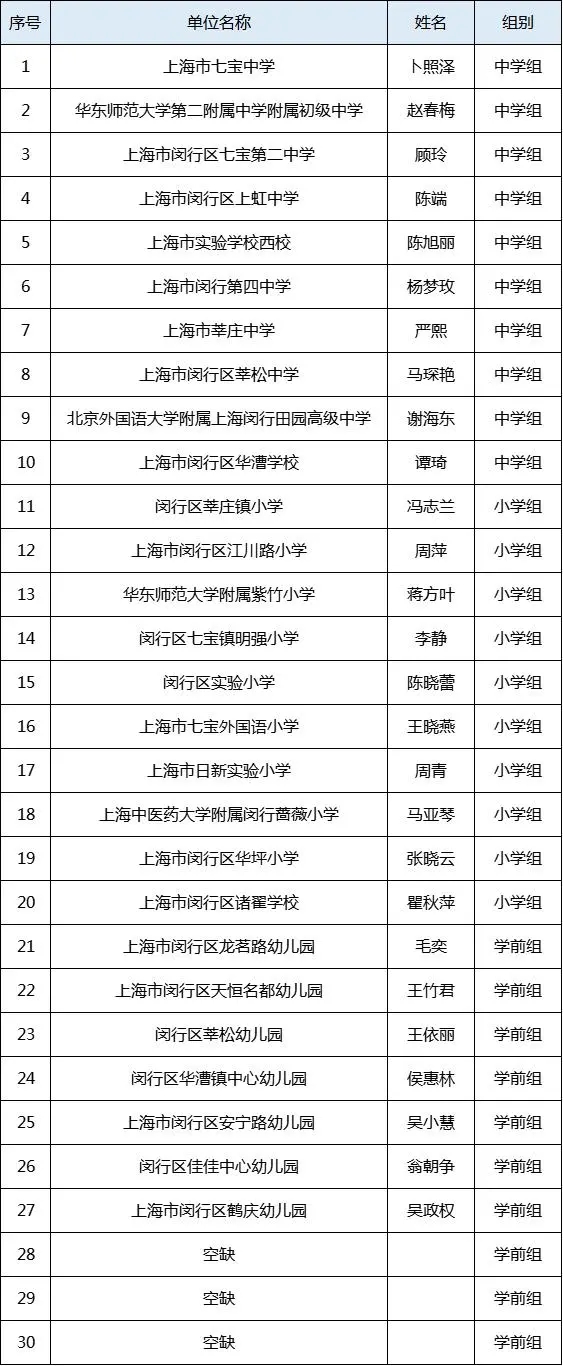 序号 单位名称 姓名 组别
1 上海市七宝中学 卜照泽 中学组
2 华东师范大学第二附属中学附属初级中学 赵春梅 中学组
3 上海市闵行区七宝第二中学 顾玲 中学组
4 上海市闵行区上虹中学 陈端 中学组
5 上海市实验学校西校 陈旭丽 中学组
6 上海市闵行第四中学 杨梦玫 中学组
7 上海市莘庄中学 严熙 中学组
8 上海市闵行区莘松中学 马琛艳 中学组
9 北京外国语大学附属上海闵行田园高级中学 谢海东 中学组
10 上海市闵行区华漕学校 谭琦 中学组
11 闵行区莘庄镇小学 冯志兰 小学组
12 上海市闵行区江川路小学 周萍 小学组
13 华东师范大学附属紫竹小学 蒋方叶 小学组
14 闵行区七宝镇明强小学 李静 小学组
15 闵行区实验小学 陈晓蕾 小学组
16 上海市七宝外国语小学 王晓燕 小学组
17 上海市日新实验小学 周青 小学组
18 上海中医药大学附属闵行蔷薇小学 马亚琴 小学组
19 上海市闵行区华坪小学 张晓云 小学组
20 上海市闵行区诸翟学校 瞿秋萍 小学组
21 上海市闵行区龙茗路幼儿园 毛奕 学前组
22 上海市闵行区天恒名都幼儿园 王竹君 学前组
23 闵行区莘松幼儿园 王依丽 学前组
24 闵行区华漕镇中心幼儿园 侯惠林 学前组
25 上海市闵行区安宁路幼儿园 吴小慧 学前组
26 闵行区佳佳中心幼儿园 翁朝争 学前组
27 上海市闵行区鹤庆幼儿园 吴政权 学前组
28 空缺 学前组
29 空缺 学前组
30 空缺 学前组